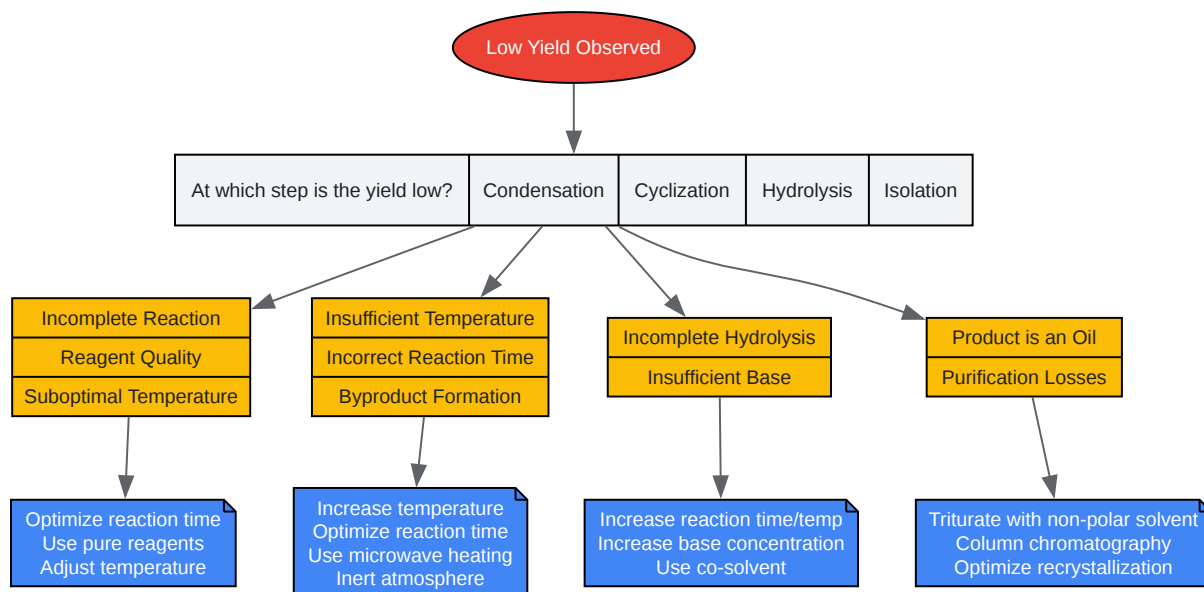 Low Yield Observed
At which step is the yield low?
Condensation
Cyclization
Hydrolysis
Isolation
Incomplete Reaction
Reagent Quality
Suboptimal Temperature
Insufficient Temperature
Incorrect Reaction Time
Byproduct Formation
Incomplete Hydrolysis
Insufficient Base
Product is an Oil
Purification Losses
Optimize reaction time
Use pure reagents
Adjust temperature
Increase temperature
Optimize reaction time
Use microwave heating
Inert atmosphere
Increase reaction time/temp
Increase base concentration
Use co-solvent
Triturate with non-polar solvent
Column chromatography
Optimize recrystallization